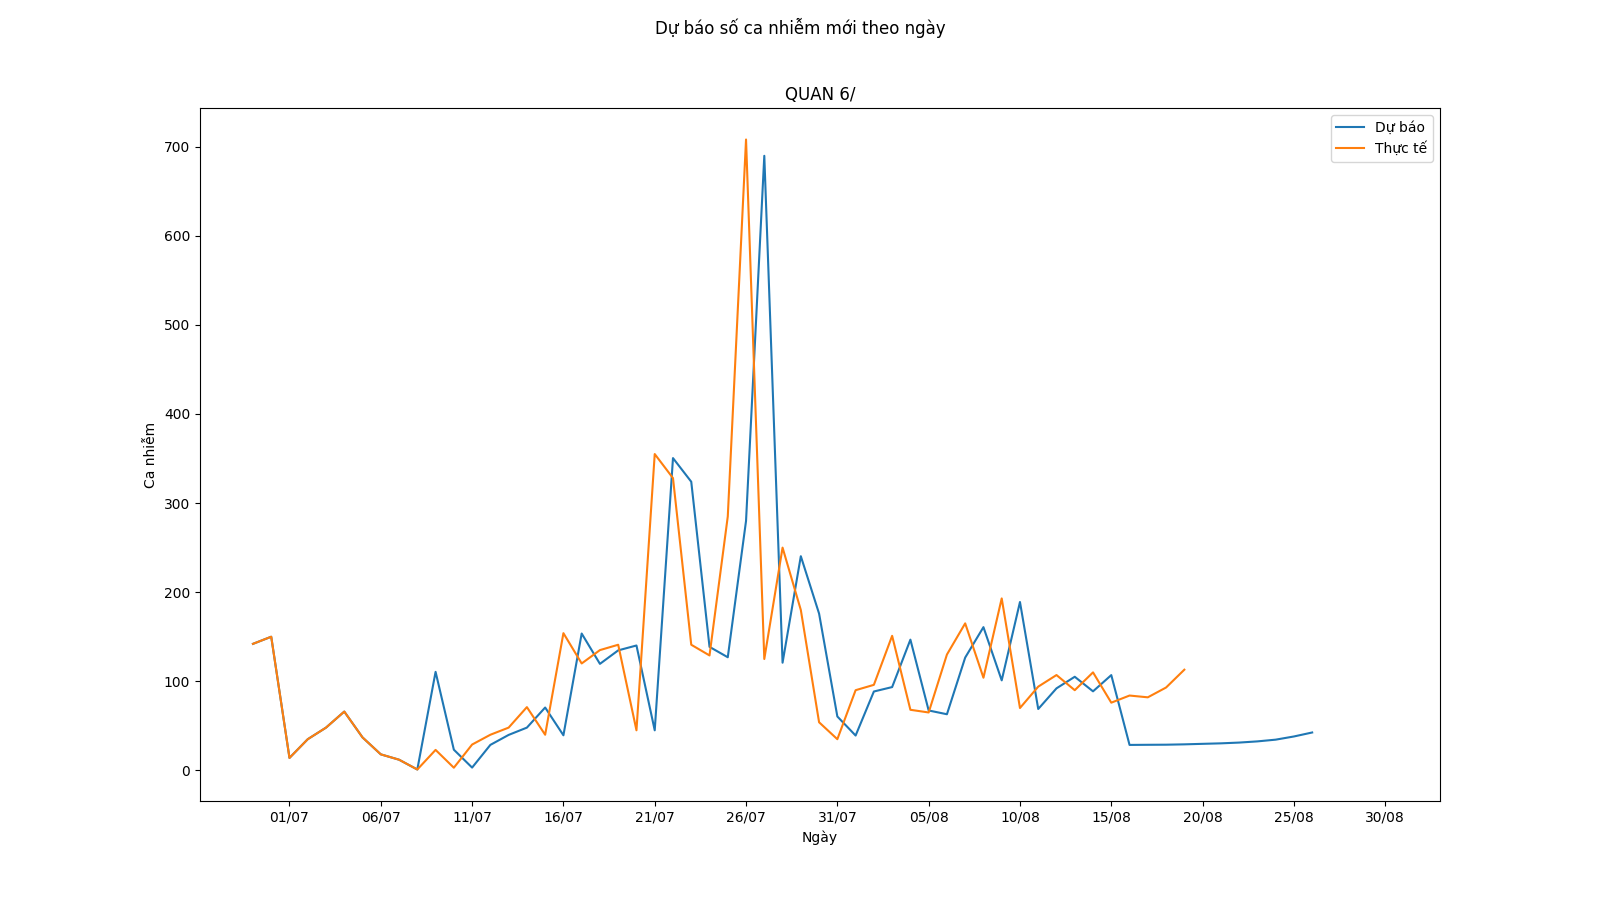 Dự báo số ca nhiễm mới theo ngày
QUAN 6/
Dự báo
Thực tế
Ca nhiễm
700
600
500
400
300
200
100
0
01/07 06/07 11/07 16/07 21/07 26/07 31/07 05/08 10/08 15/08 20/08 25/08 30/08
Ngày